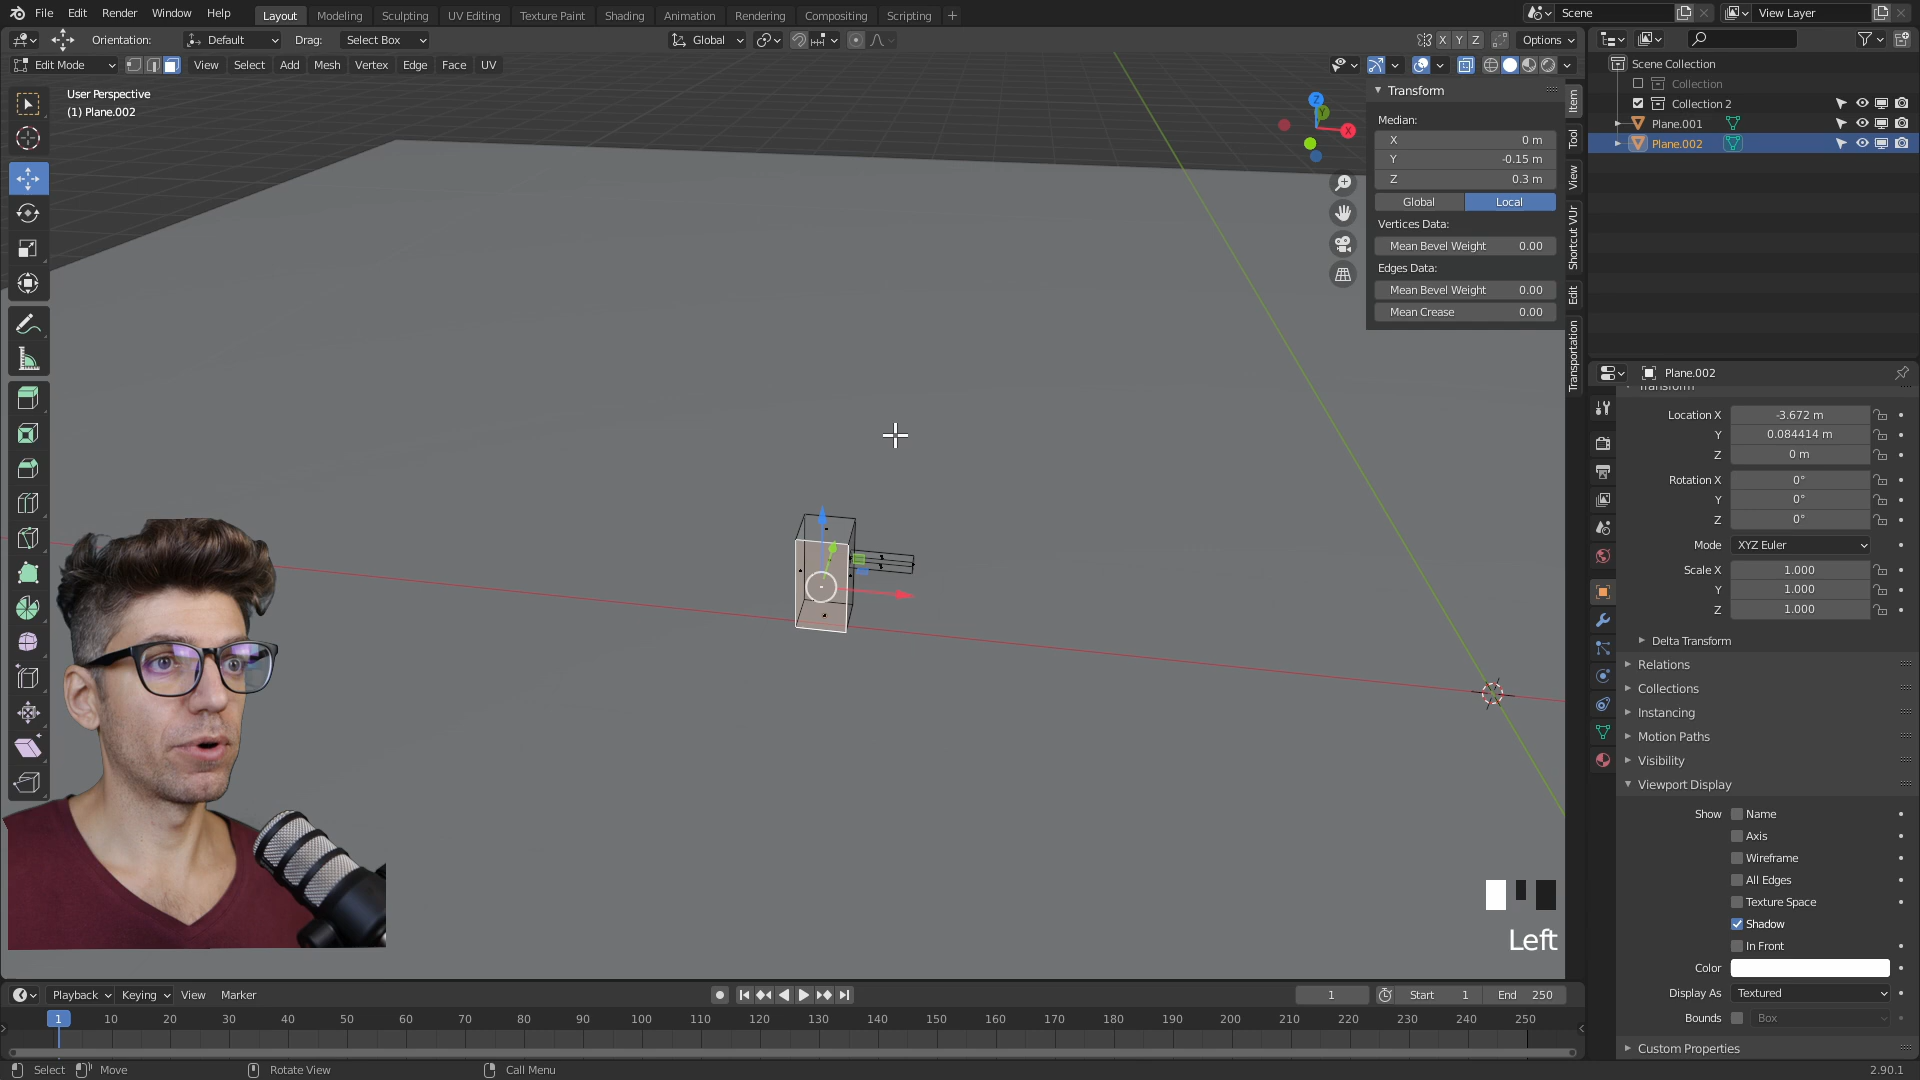 File Edit Render Window Help Layout Modeling Sculpting UV Editing Texture Paint Shading Animation Rendering Compositing Scripting + Scene View Layer
Orientation: Default Drag: Select Box Global X Y Z Options
Edit Mode View Select Add Mesh Vertex Edge Face UV
User Perspective
(1) Plane.002
Transform
Median:
X 0 m
Y -0.15 m
Z 0.3 m
Global Local
Vertices Data:
Mean Bevel Weight 0.00
Edges Data:
Mean Bevel Weight 0.00
Mean Crease 0.00
Item
Tool
View
Shortcut VUr
Edit
Transportation
Z
Y
X
Scene Collection
Collection
Collection 2
Plane.001
Plane.002
Plane.002
Transform
Location X -3.672 m
Y 0.084414 m
Z 0 m
Rotation X 0°
Y 0°
Z 0°
Mode XYZ Euler
Scale X 1.000
Y 1.000
Z 1.000
Delta Transform
Relations
Collections
Instancing
Motion Paths
Visibility
Viewport Display
Show Name
Axis
Wireframe
All Edges
Texture Space
Shadow
In Front
Color
Display As Textured
Bounds Box
Custom Properties
Left
Playback Keying View Marker 1 Start 1 End 250
1 10 20 30 40 50 60 70 80 90 100 110 120 130 140 150 160 170 180 190 200 210 220 230 240 250
Select Move Rotate View Call Menu 2.90.1